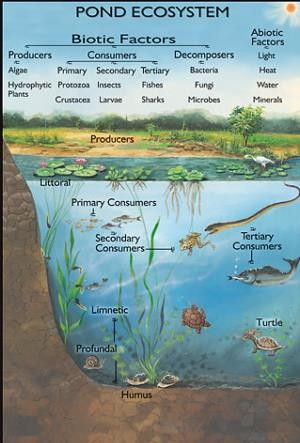 POND ECOSYSTEM
Biotic Factors
Abiotic
Factors
Producers
Consumers
Decomposers
Light
Algae
Primary
Secondary
Tertiary
Bacteria
Heat
Hydrophytic
Plants
Protozoa
Insects
Fishes
Fungi
Water
Crustacea
Larvae
Sharks
Microbes
Minerals
Producers
Littoral
Primary Consumers
Secondary
Consumers
Tertiary
Consumers
Limnetic
Turtle
Profundal
Humus